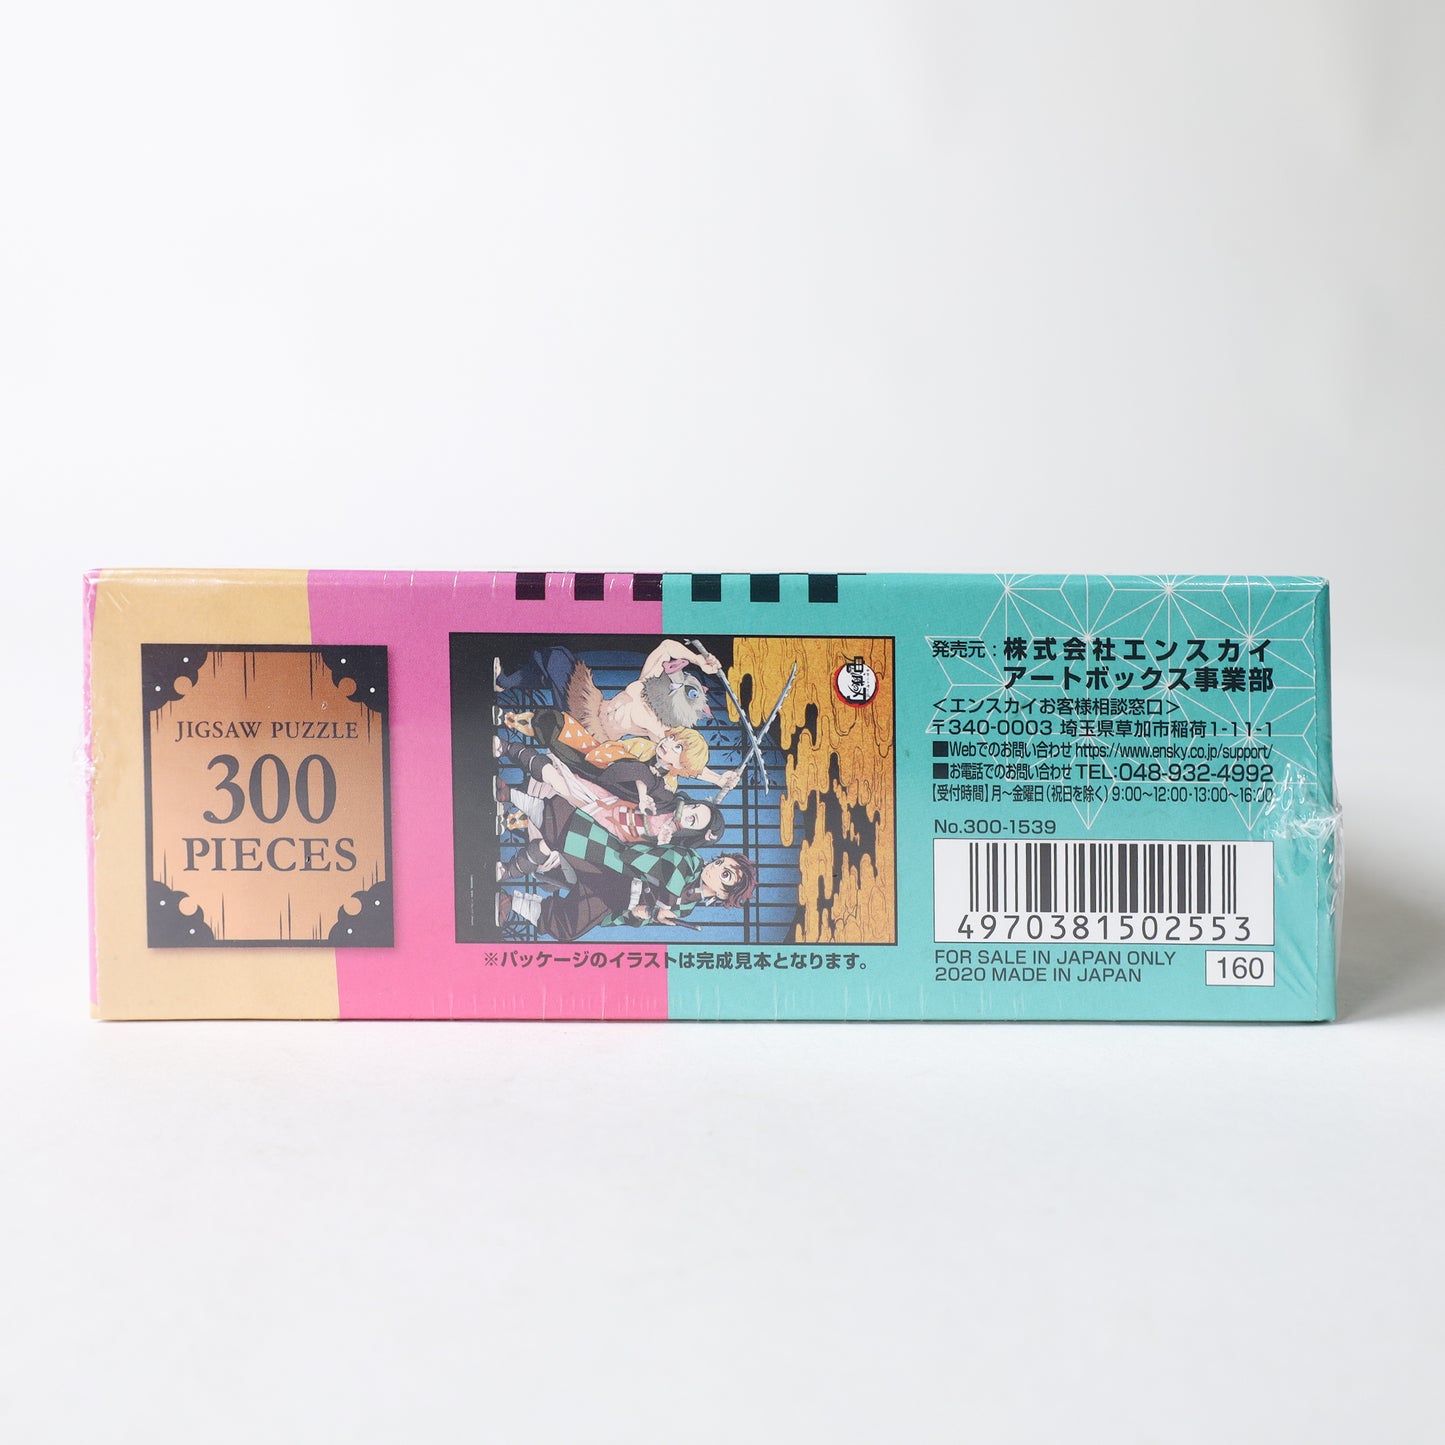 JIGSAW PUZZLE
300
PIECES
鬼滅の刃
※パッケージのイラストは完成見本となります。
発売元：株式会社エンスカイ
アートボックス事業部
＜エンスカイお客様相談窓口＞
〒340-0003 埼玉県草加市稲荷1-11-1
■Webでのお問い合わせ https://www.ensky.co.jp/support/
■お電話でのお問い合わせ TEL:048-932-4992
【受付時間】月〜金曜日（祝日を除く）9:00〜12:00・13:00〜16:00
No.300-1539
4970381502553
FOR SALE IN JAPAN ONLY
2020 MADE IN JAPAN
160